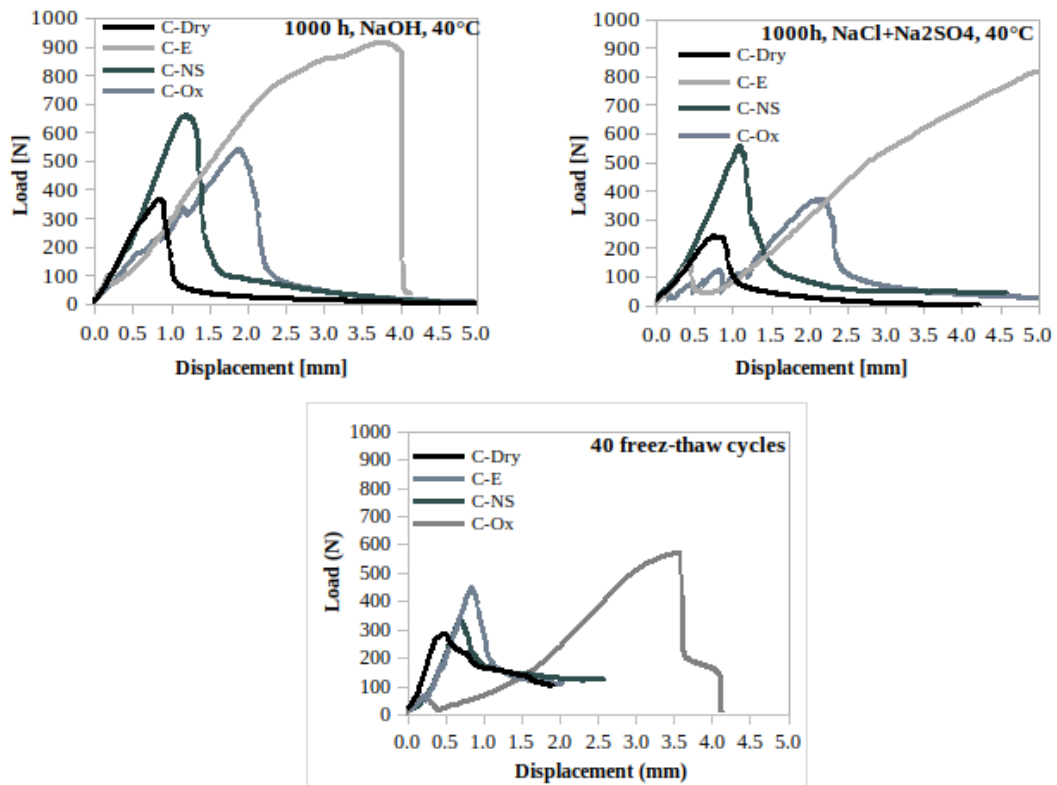 1000 h, NaOH, 40°C
C-Dry
C-E
C-NS
C-Ox
Load [N]
1000
900
800
700
600
500
400
300
200
100
0
0.0 0.5 1.0 1.5 2.0 2.5 3.0 3.5 4.0 4.5 5.0
Displacement [mm]
1000h, NaCl+Na2SO4, 40°C
C-Dry
C-E
C-NS
C-Ox
Load [N]
1000
900
800
700
600
500
400
300
200
100
0
0.0 0.5 1.0 1.5 2.0 2.5 3.0 3.5 4.0 4.5 5.0
Displacement [mm]
40 freez-thaw cycles
C-Dry
C-E
C-NS
C-Ox
Load (N)
1000
900
800
700
600
500
400
300
200
100
0
0.0 0.5 1.0 1.5 2.0 2.5 3.0 3.5 4.0 4.5 5.0
Displacement (mm)